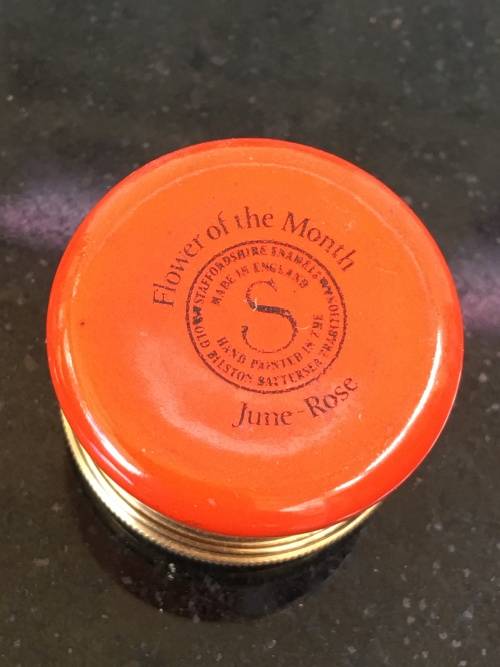 Flower of the Month
STAFFORDSHIRE ENAMELS
MADE IN ENGLAND
S
HAND PAINTED IN THE
OLD BILSTON BATTERSEA TRADITION
June-Rose